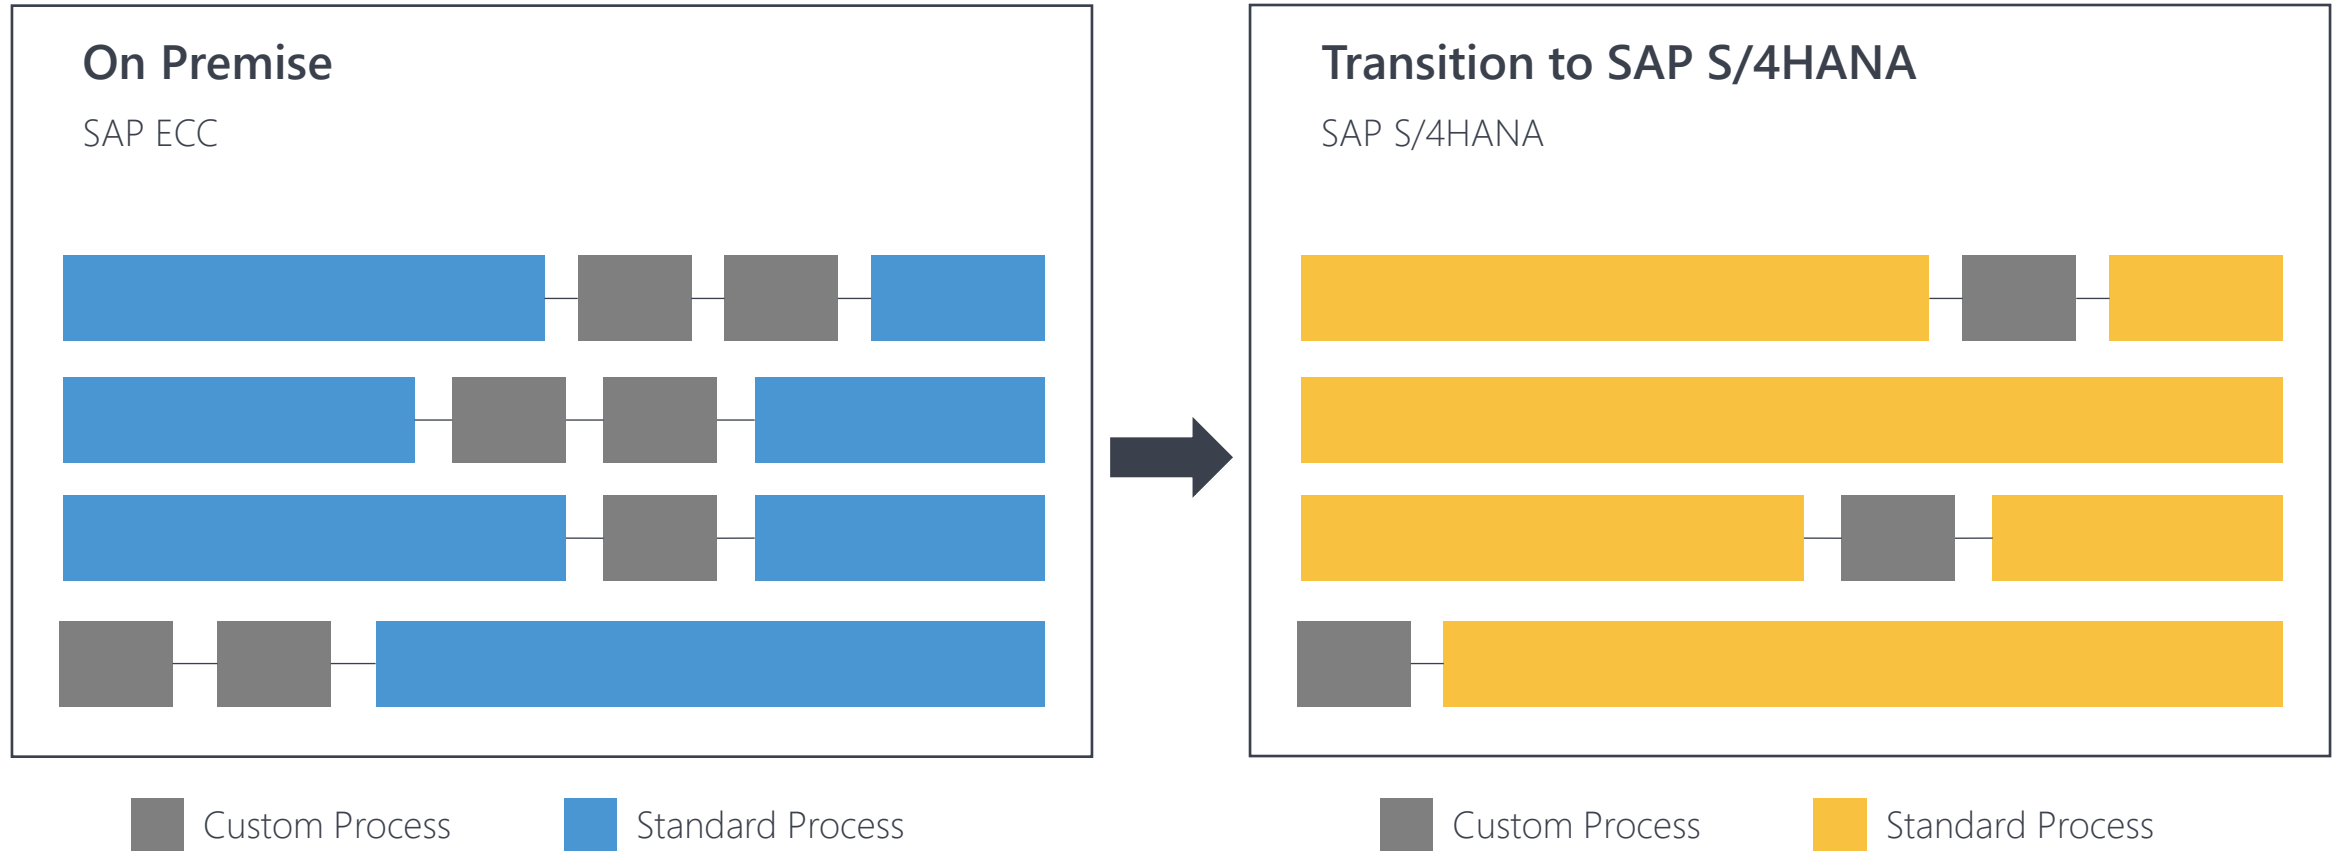 On Premise
SAP ECC
Transition to SAP S/4HANA
SAP S/4HANA
Custom Process
Standard Process
Custom Process
Standard Process